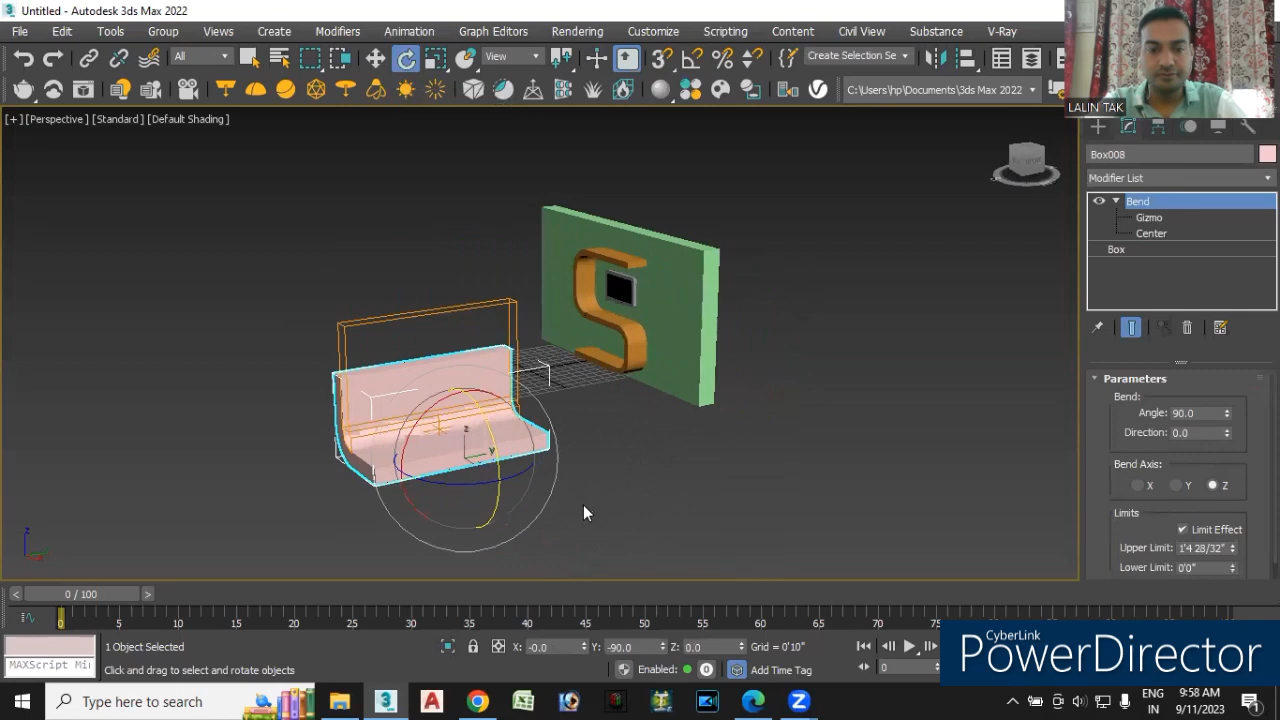 Untitled - Autodesk 3ds Max 2022
File Edit Tools Group Views Create Modifiers Animation Graph Editors Rendering Customize Scripting Content Civil View Substance V-Ray
All
View
Create Selection Se
C:\Users\hp\Documents\3ds Max 2022
LALIN TAK
[+] [Perspective] [Standard] [Default Shading]
Box008
Modifier List
Bend
Gizmo
Center
Box
Parameters
Bend:
Angle: 90.0
Direction: 0.0
Bend Axis:
X Y Z
Limits
Limit Effect
Upper Limit: 1'4 28/32"
Lower Limit: 0'0"
z
y
z
< 0 / 100 >
0 5 10 15 20 25 30 35 40 45 50 55 60 65 70 75
1 Object Selected
X: -0.0 Y: -90.0 Z: 0.0 Grid = 0'10"
MAXScript Mi
Click and drag to select and rotate objects
Enabled: Add Time Tag
0
CyberLink
PowerDirector
Type here to search
ENG
IN
9:58 AM
9/11/2023
1